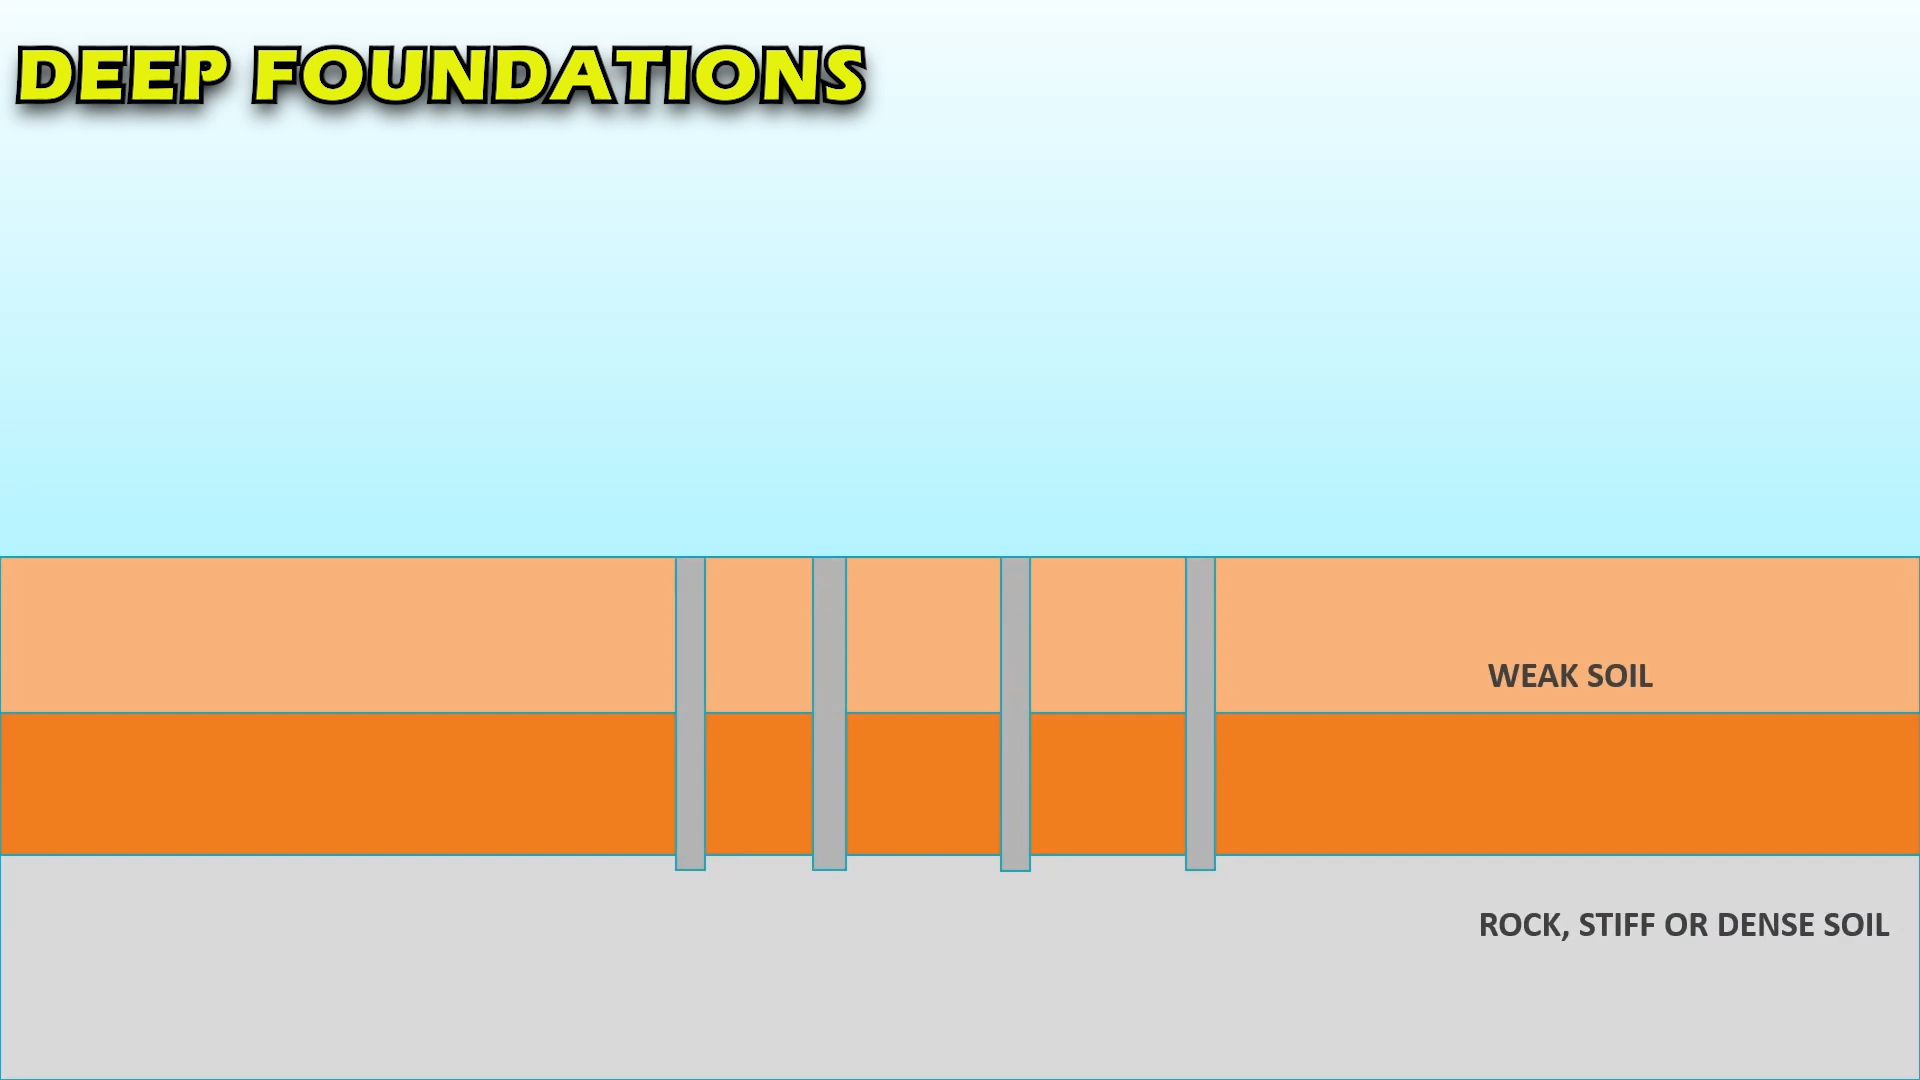 DEEP FOUNDATIONS
WEAK SOIL
ROCK, STIFF OR DENSE SOIL